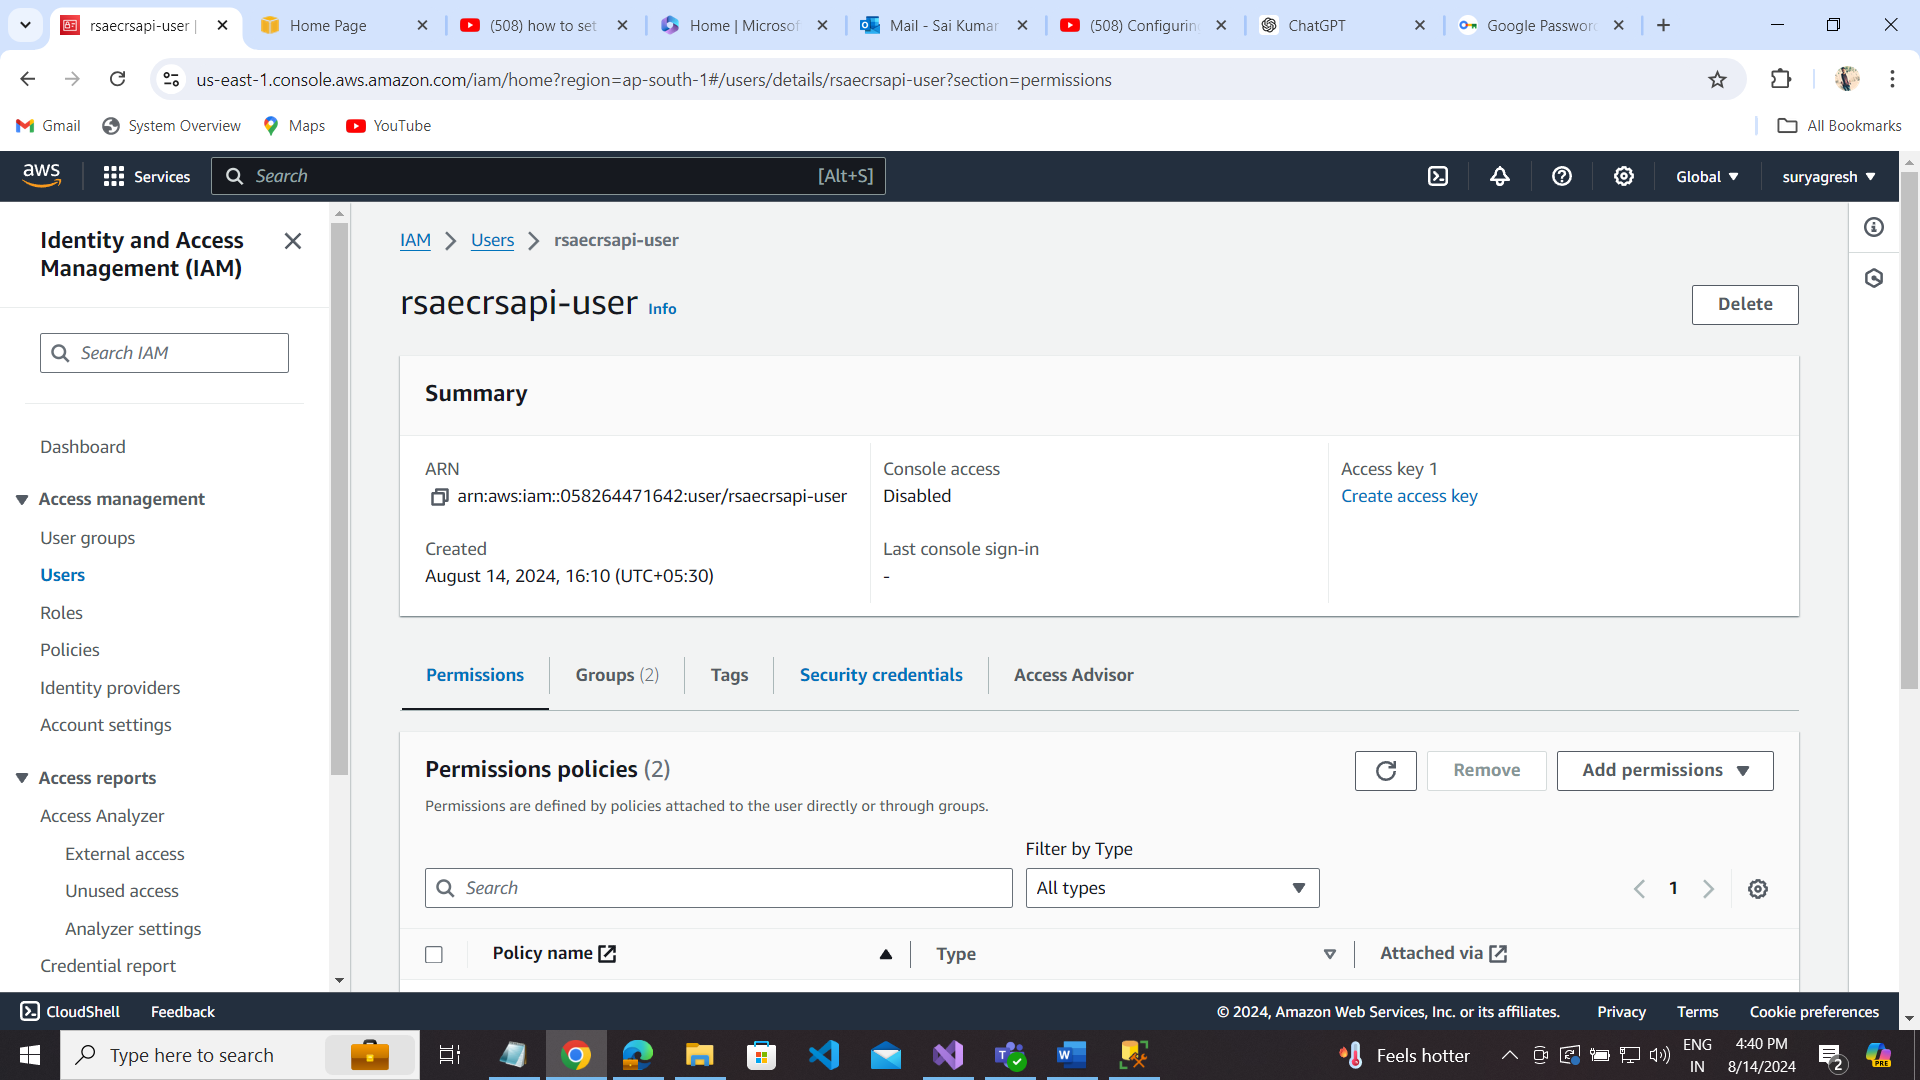 rsaecrsapi-user |
Home Page
(508) how to set
Home | Microsof
Mail - Sai Kumar
(508) Configuring
ChatGPT
Google Password
us-east-1.console.aws.amazon.com/iam/home?region=ap-south-1#/users/details/rsaecrsapi-user?section=permissions
Gmail
System Overview
Maps
YouTube
All Bookmarks
aws
Services
Search
[Alt+S]
Global
suryagresh
Identity and Access
Management (IAM)
Search IAM
Dashboard
Access management
User groups
Users
Roles
Policies
Identity providers
Account settings
Access reports
Access Analyzer
External access
Unused access
Analyzer settings
Credential report
IAM
Users
rsaecrsapi-user
rsaecrsapi-user Info
Delete
Summary
ARN
arn:aws:iam::058264471642:user/rsaecrsapi-user
Created
August 14, 2024, 16:10 (UTC+05:30)
Console access
Disabled
Last console sign-in
-
Access key 1
Create access key
Permissions
Groups (2)
Tags
Security credentials
Access Advisor
Permissions policies (2)
Permissions are defined by policies attached to the user directly or through groups.
Remove
Add permissions
Filter by Type
Search
All types
1
Policy name
Type
Attached via
CloudShell
Feedback
© 2024, Amazon Web Services, Inc. or its affiliates.
Privacy
Terms
Cookie preferences
Type here to search
Feels hotter
ENG
IN
4:40 PM
8/14/2024
2
PRE